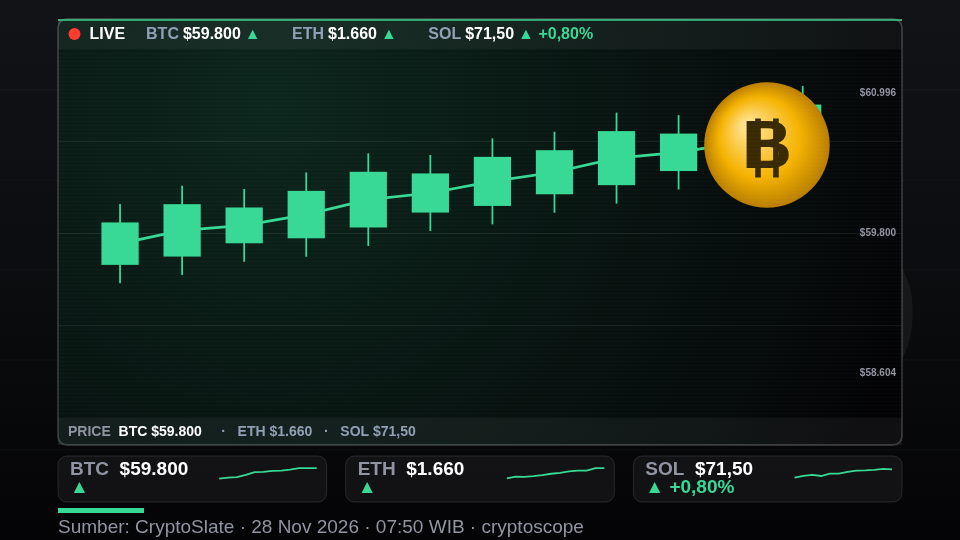 LIVE BTC $59.800 ▲ ETH $1.660 ▲ SOL $71,50 ▲ +0,80%
$60.996
$59.800
$58.604
PRICE BTC $59.800 · ETH $1.660 · SOL $71,50
BTC $59.800
▲
ETH $1.660
▲
SOL $71,50
▲ +0,80%
Sumber: CryptoSlate · 28 Nov 2026 · 07:50 WIB · cryptoscope